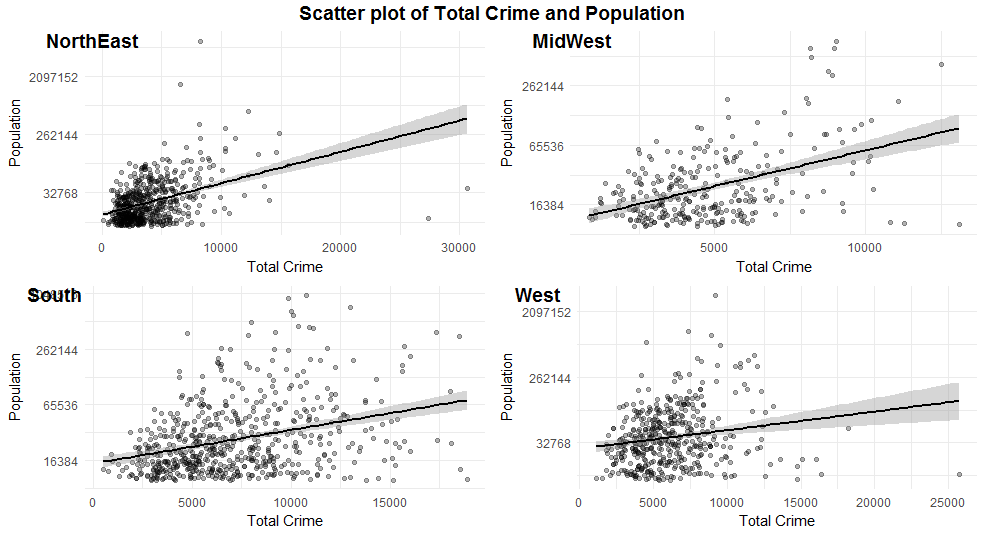 Scatter plot of Total Crime and Population
NorthEast
2097152
262144
32768
Population
0
10000
20000
30000
Total Crime
MidWest
262144
65536
16384
Population
5000
10000
Total Crime
South
262144
65536
16384
Population
0
5000
10000
15000
Total Crime
West
2097152
262144
32768
Population
0
5000
10000
15000
20000
25000
Total Crime